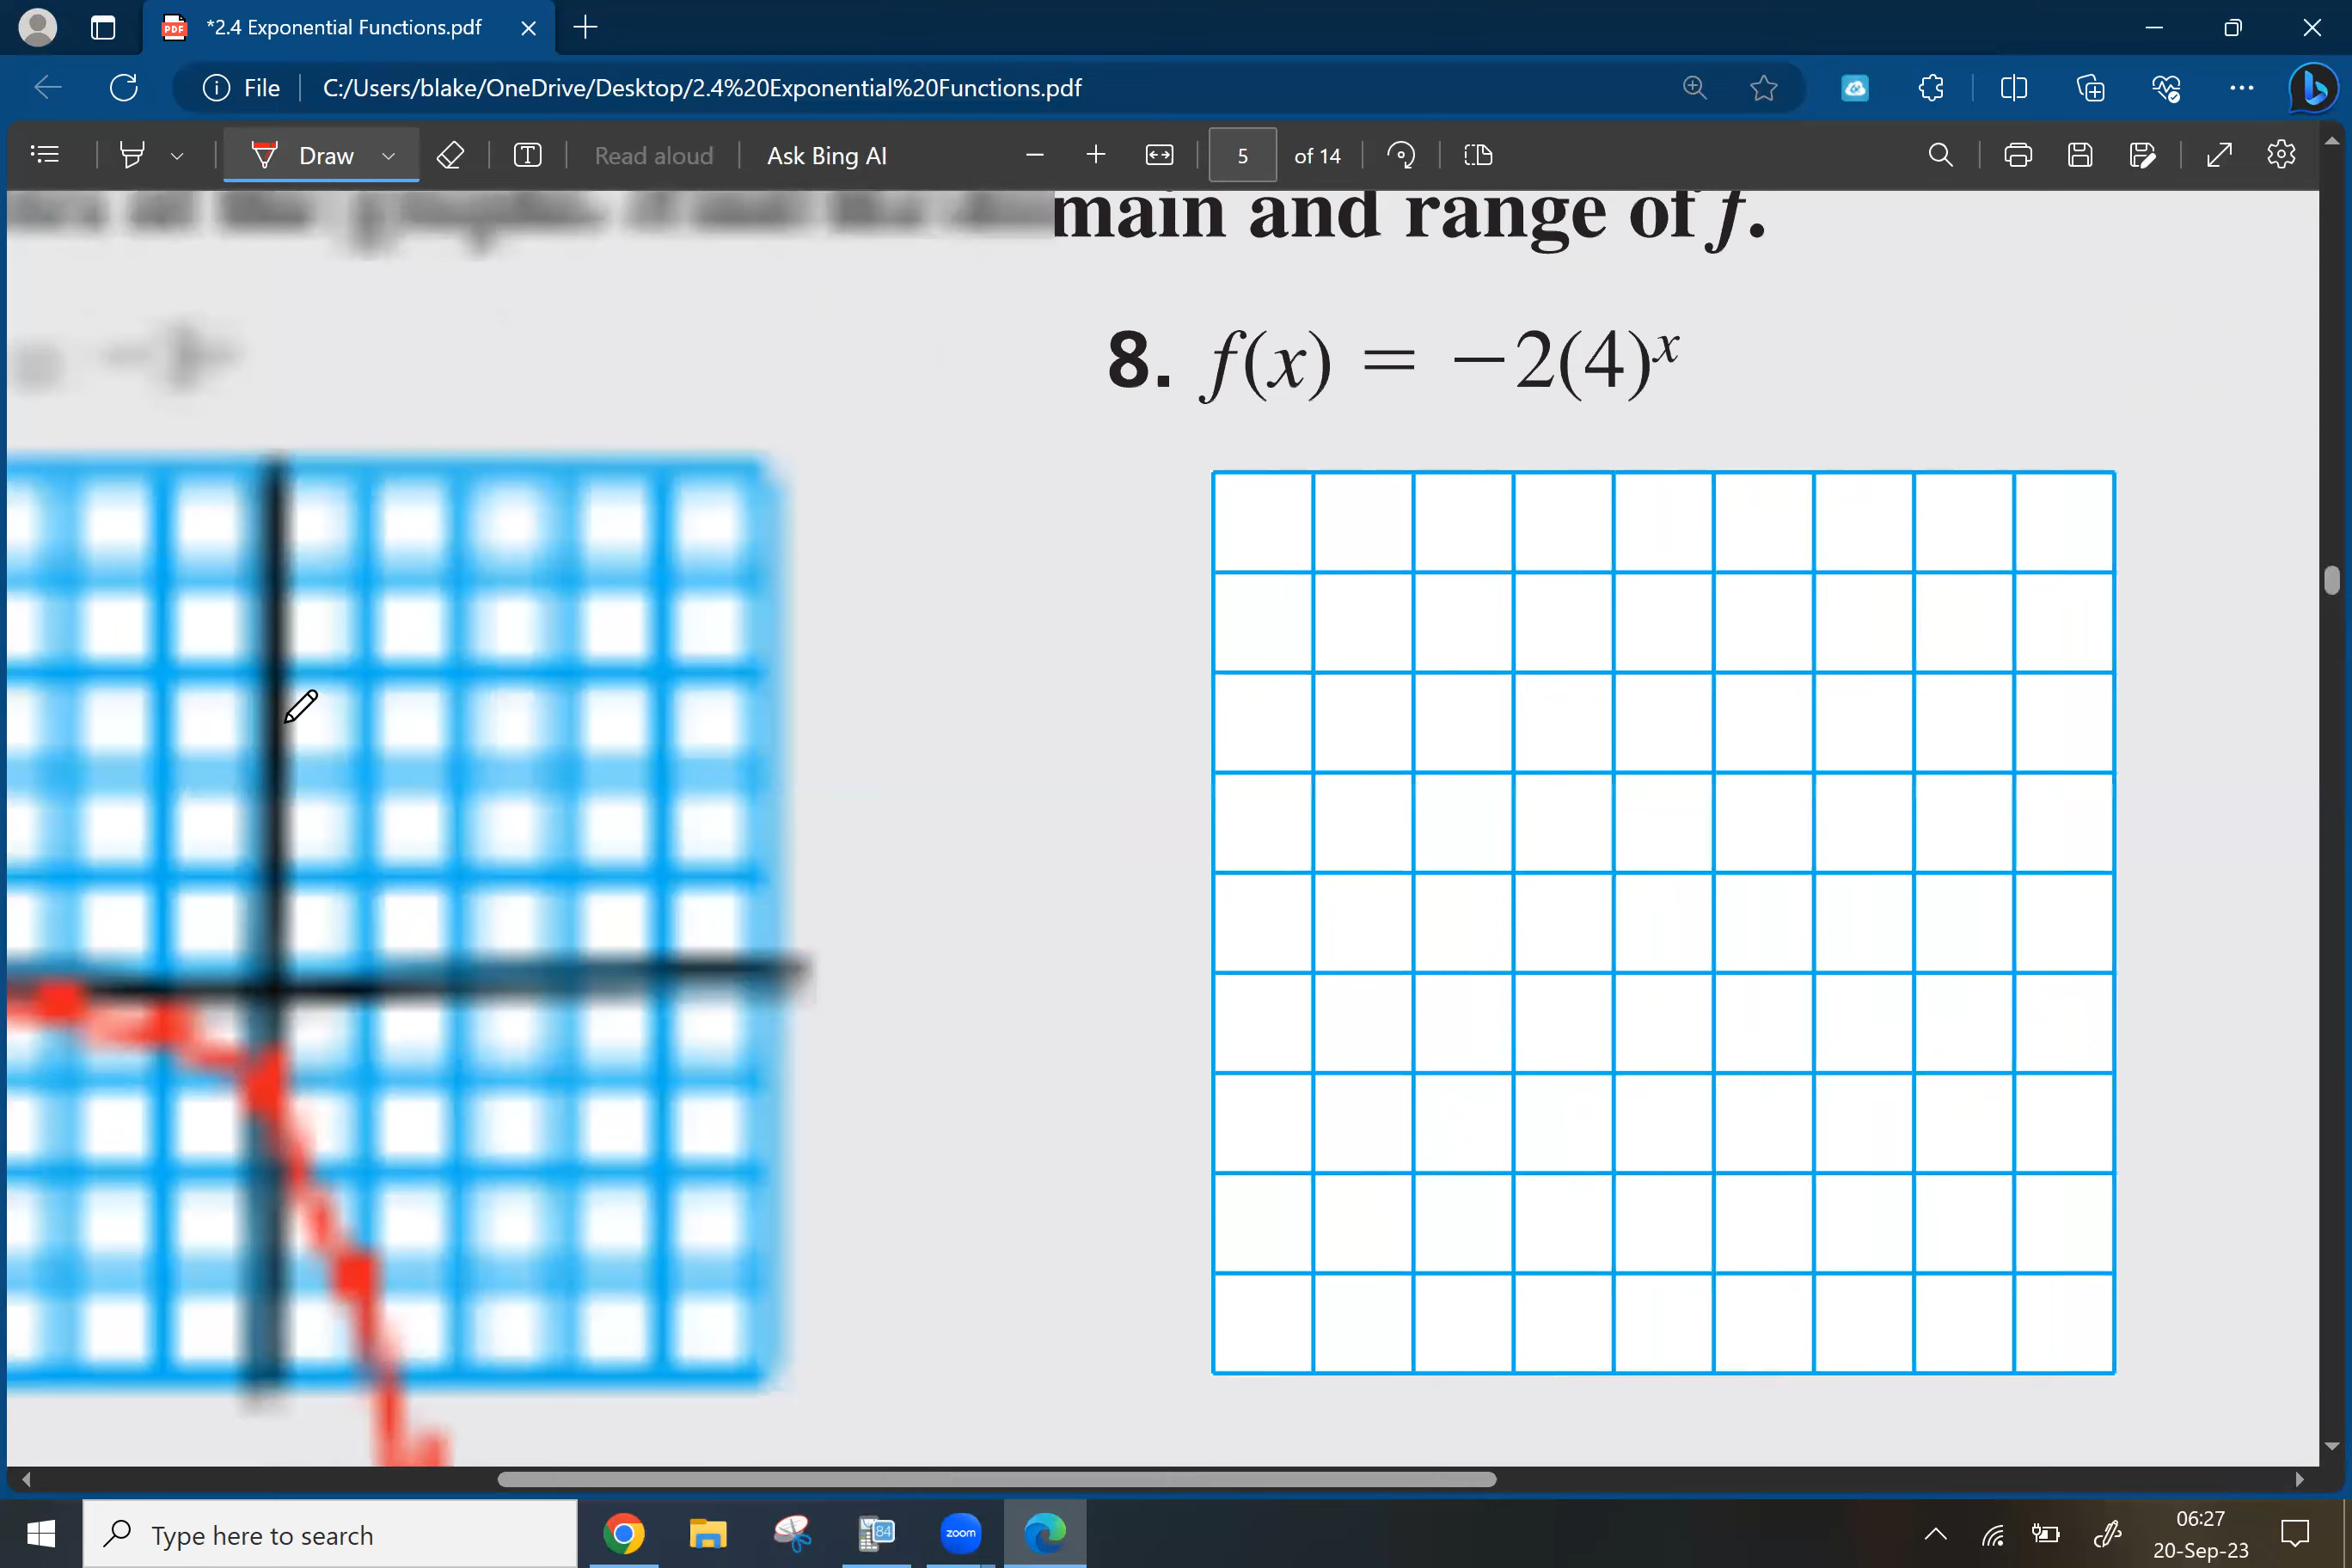 *2.4 Exponential Functions.pdf
File
C:/Users/blake/OneDrive/Desktop/2.4%20Exponential%20Functions.pdf
Draw
Read aloud
Ask Bing AI
5
of 14
main and range of f.
8. f(x) = −2(4)ˣ
Type here to search
84
zoom
06:27
20-Sep-23